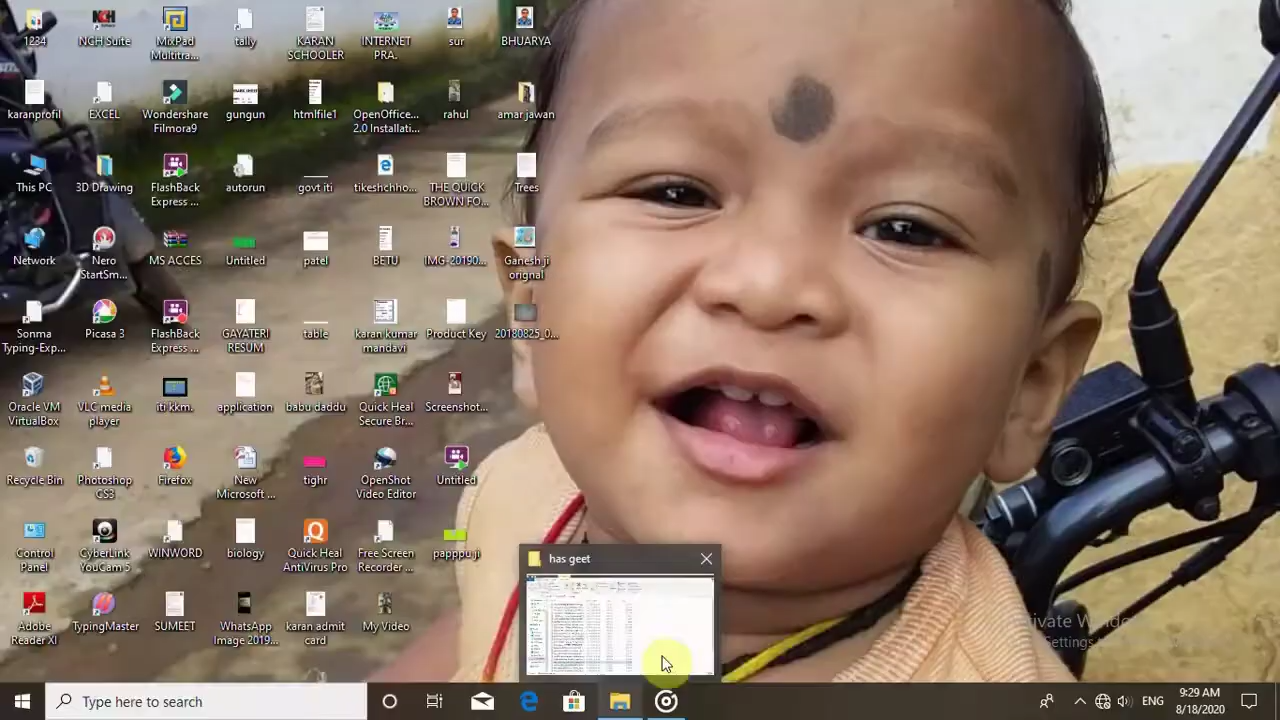 1234
NCH Suite
MixPad
Multitra...
tally
KARAN
SCHOOLER
INTERNET
PRA.
sur
BHUARYA
karanprofil
EXCEL
Wondershare
Filmora9
gungun
htmlfile1
OpenOffice...
2.0 Installati...
rahul
amar jawan
This PC
3D Drawing
FlashBack
Express ...
autorun
govt iti
tikeshchho...
THE QUICK
BROWN FO...
Trees
Network
Nero
StartSm...
MS ACCES
Untitled
patel
BETU
IMG-20190...
Ganesh ji
orignal
Sonma
Typing-Exp...
Picasa 3
FlashBack
Express ...
GAYATERI
RESUM
table
karan kumar
mandavi
Product Key
20180825_0...
Oracle VM
VirtualBox
VLC media
player
iti kkm.
application
babu daddu
Quick Heal
Secure Br...
Screenshot...
Recycle Bin
Photoshop
CS3
Firefox
New
Microsoft ...
tighr
OpenShot
Video Editor
Untitled
Control
Panel
CyberLink
YouCam 5
WINWORD
biology
Quick Heal
AntiVirus Pro
Free Screen
Recorder ...
papppu ji
Reader XI
TypingMas...
SUMEET
WhatsApp
Image 2019...
My Video
has geet
Type here to search
ENG
9:29 AM
8/18/2020